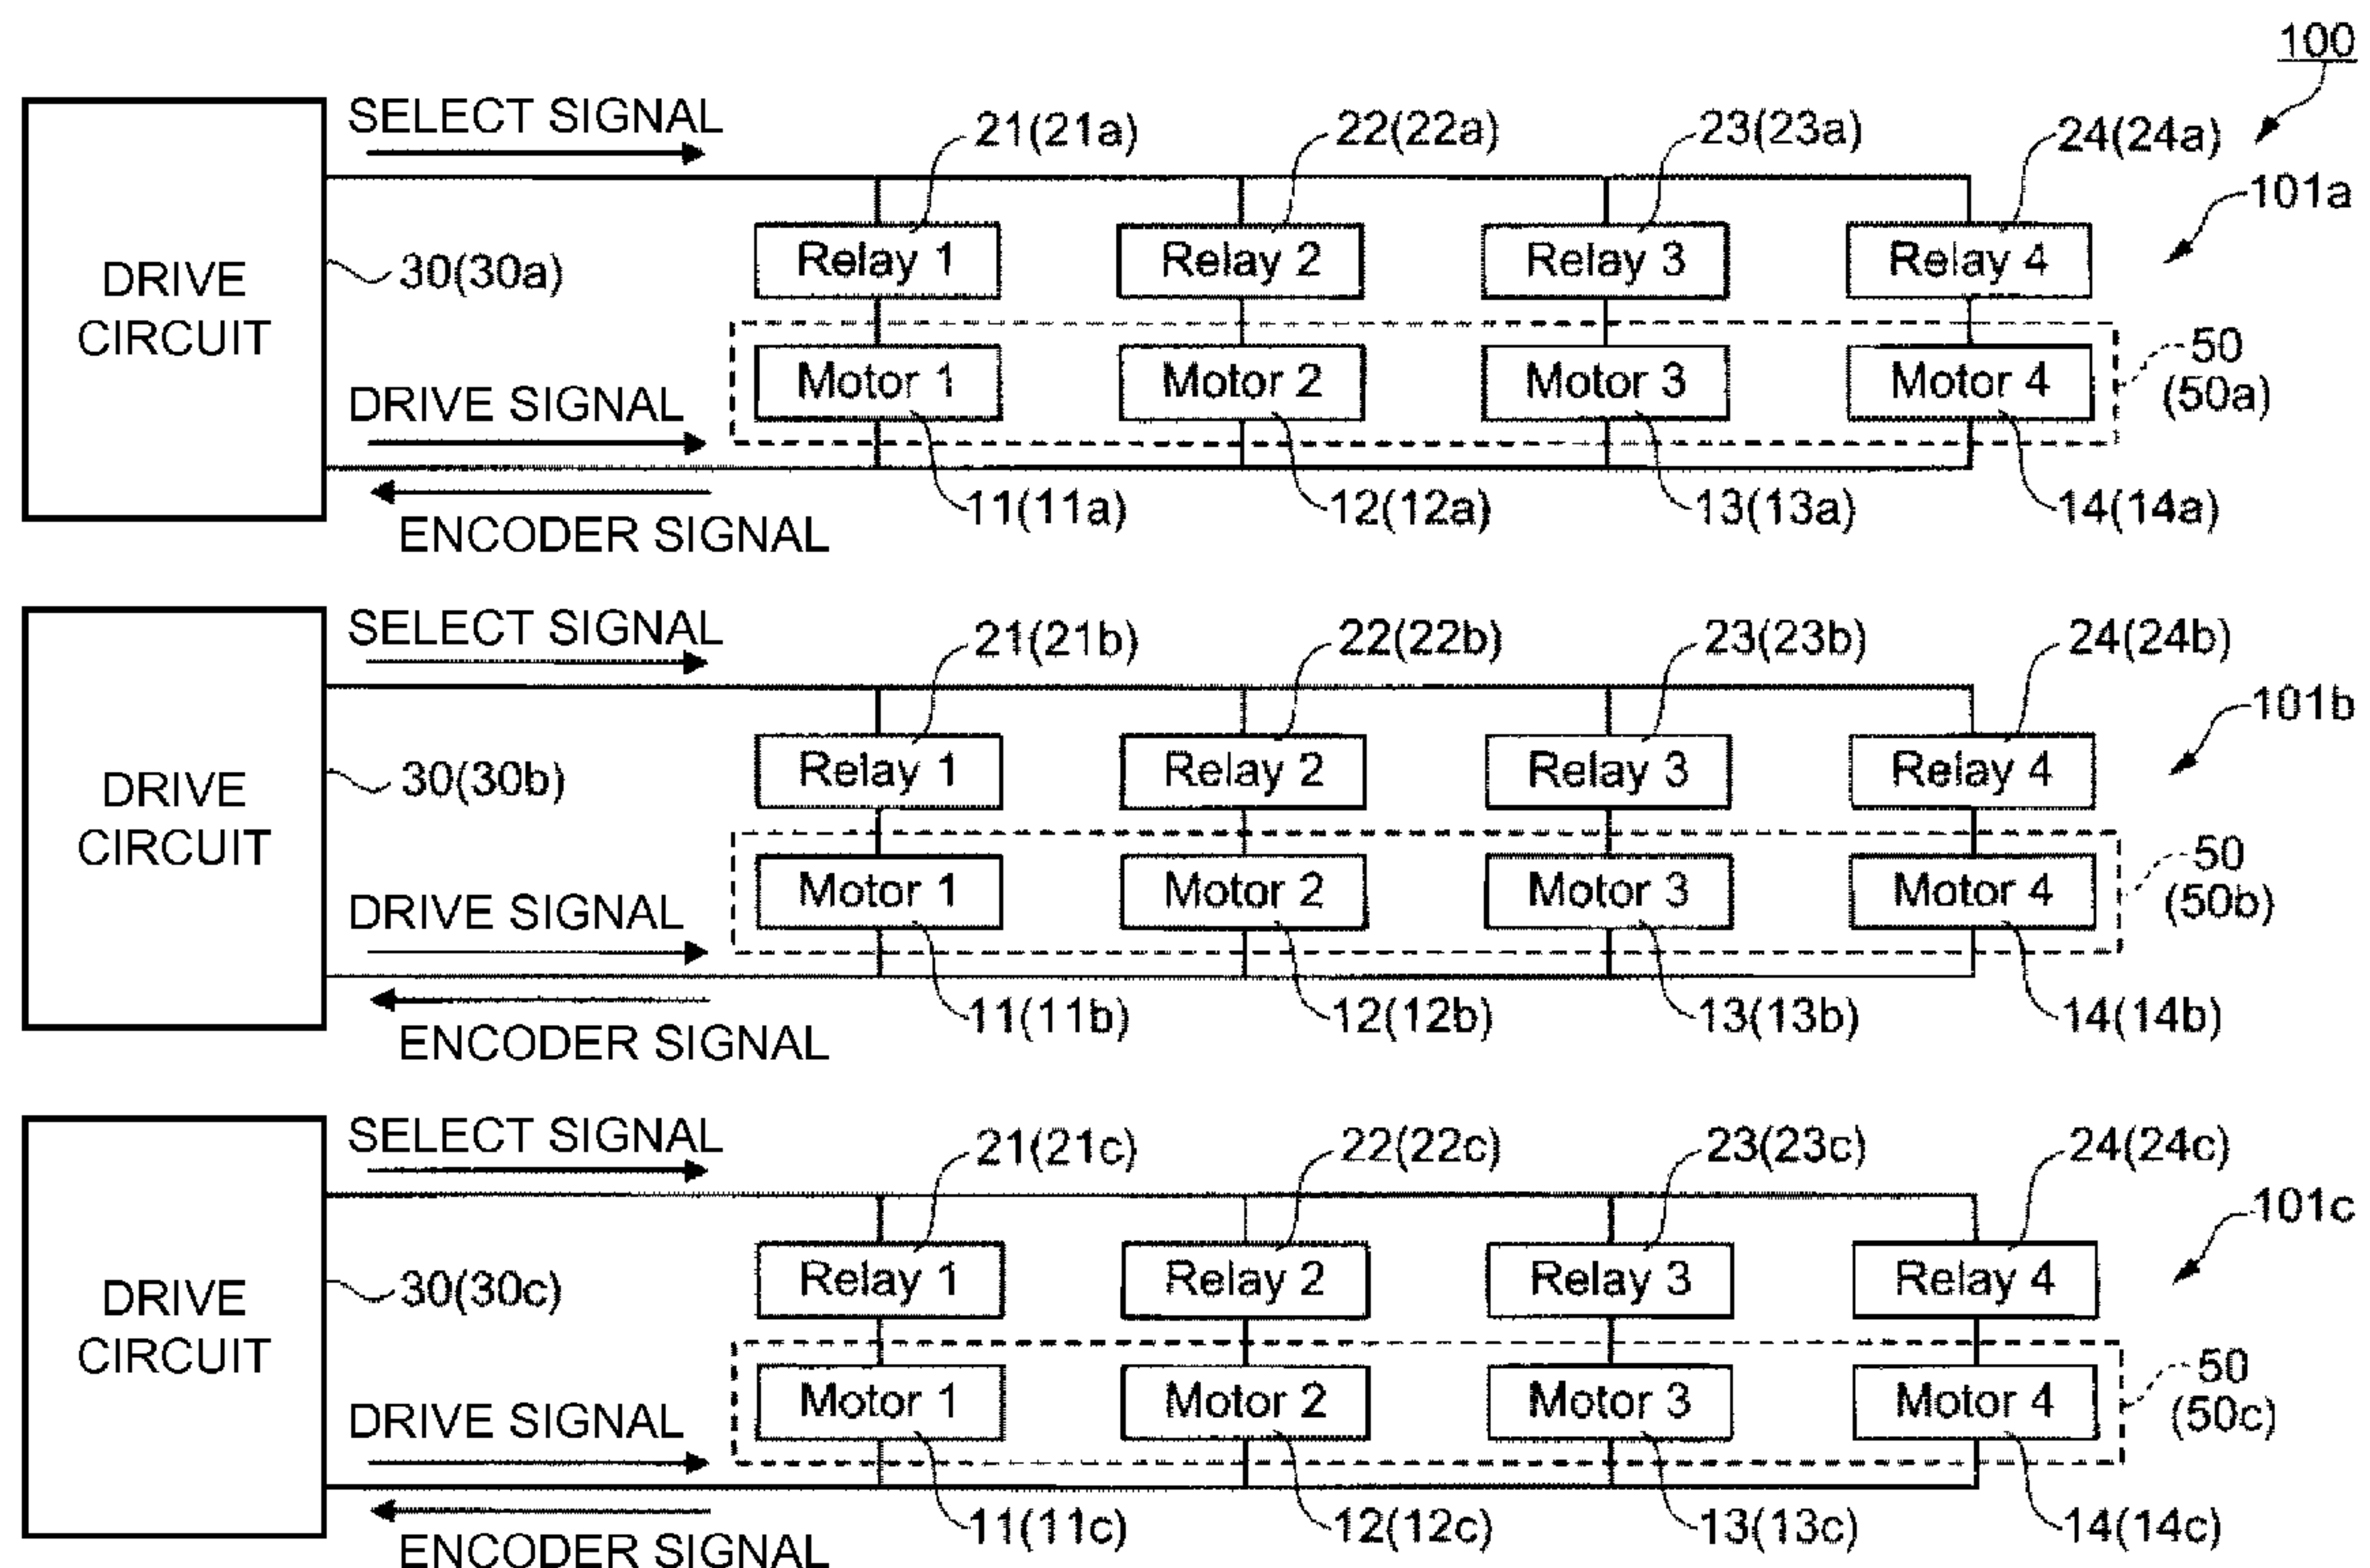 100
SELECT SIGNAL
21(21a) 22(22a) 23(23a) 24(24a)
101a
DRIVE
CIRCUIT
30(30a)
Relay 1 Relay 2 Relay 3 Relay 4
Motor 1 Motor 2 Motor 3 Motor 4
50
(50a)
DRIVE SIGNAL
ENCODER SIGNAL
11(11a) 12(12a) 13(13a) 14(14a)
SELECT SIGNAL
21(21b) 22(22b) 23(23b) 24(24b)
101b
DRIVE
CIRCUIT
30(30b)
Relay 1 Relay 2 Relay 3 Relay 4
Motor 1 Motor 2 Motor 3 Motor 4
50
(50b)
DRIVE SIGNAL
ENCODER SIGNAL
11(11b) 12(12b) 13(13b) 14(14b)
SELECT SIGNAL
21(21c) 22(22c) 23(23c) 24(24c)
101c
DRIVE
CIRCUIT
30(30c)
Relay 1 Relay 2 Relay 3 Relay 4
Motor 1 Motor 2 Motor 3 Motor 4
50
(50c)
DRIVE SIGNAL
ENCODER SIGNAL
11(11c) 12(12c) 13(13c) 14(14c)